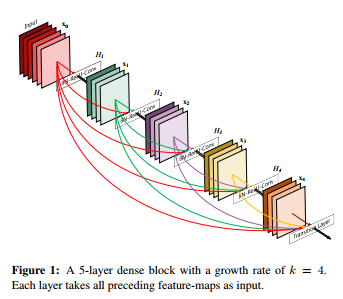 Input
x0
H1
BN-ReLU-Conv
x1
H2
BN-ReLU-Conv
x2
H3
BN-ReLU-Conv
x3
H4
BN-ReLU-Conv
x4
Transition Layer
Figure 1: A 5-layer dense block with a growth rate of k = 4.
Each layer takes all preceding feature-maps as input.